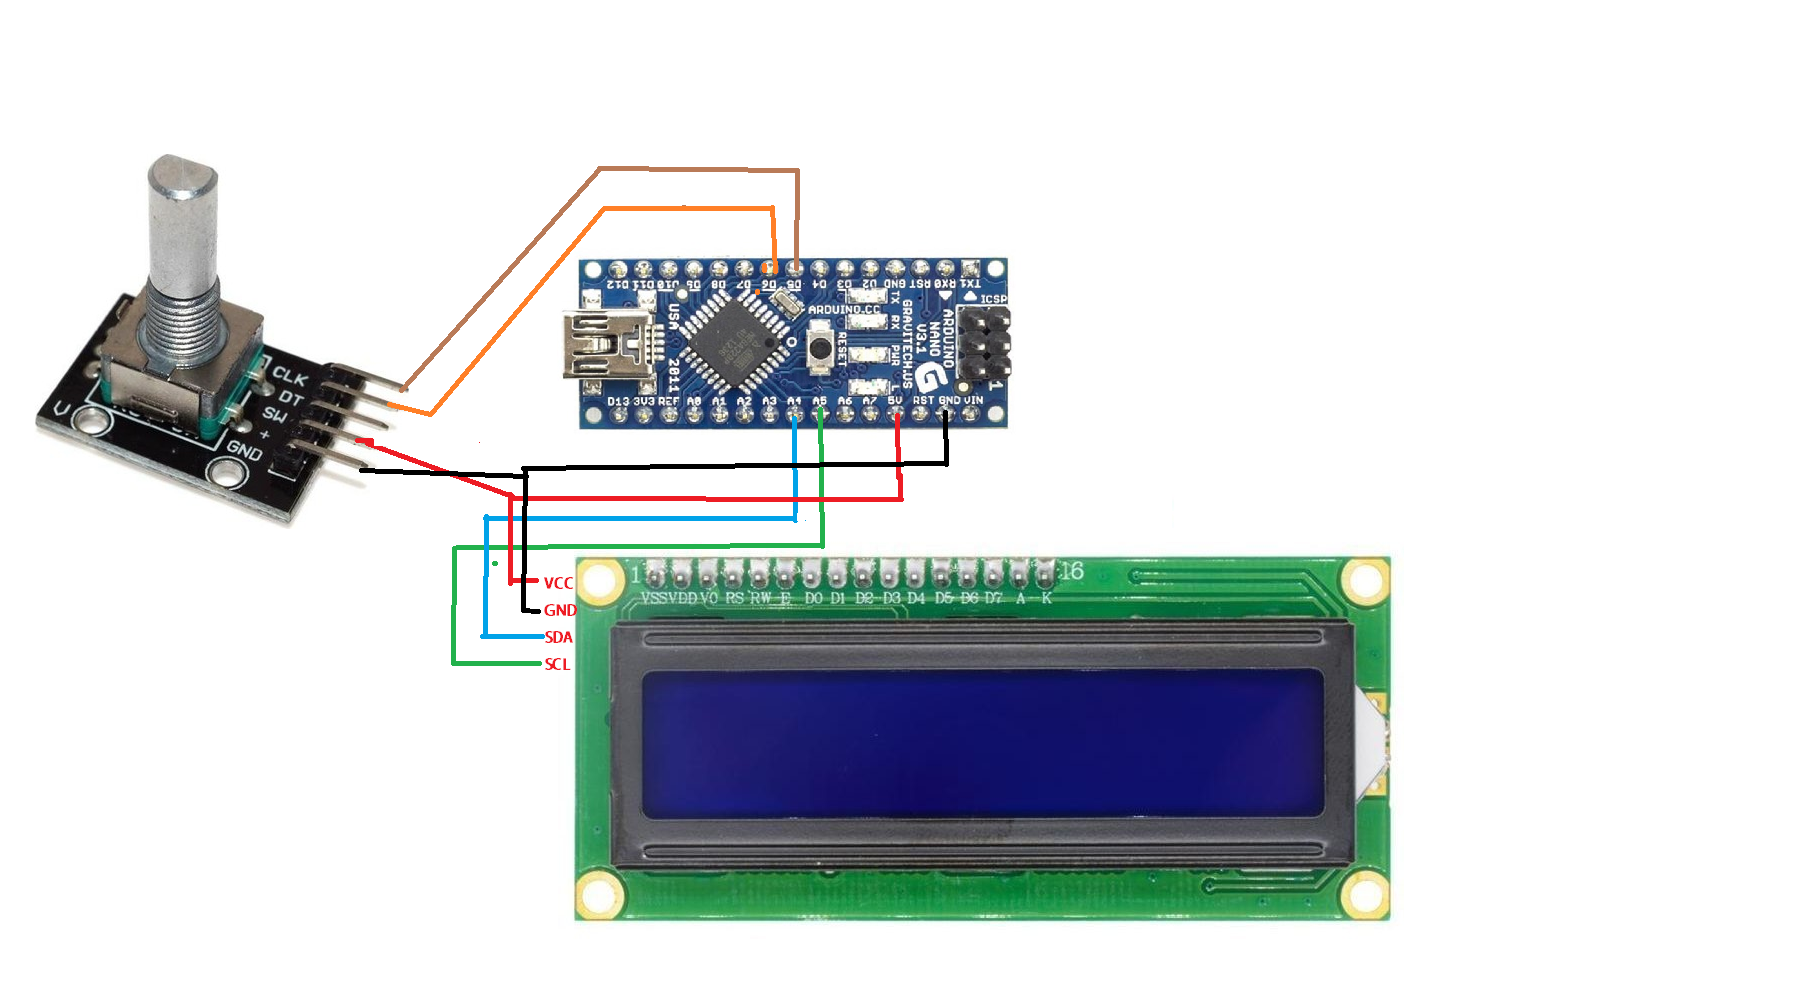 D12 D11 D10 D5 D8 D7 D6 D5 D4 D3 D2 GND RST RX0 TX1
USA
2011
ARDUINO.CC
RESET
TX
RX
PWR
L
GRAVITECH.US
ARDUINO
NANO
V3.1
ICSP
G
1
D13 3V3 REF A0 A1 A2 A3 A4 A5 A6 A7 5V RST GND VIN
CLK
DT
SW
+
GND
VCC
GND
SDA
SCL
1 16
VSS VDD V0 RS RW E D0 D1 D2 D3 D4 D5 D6 D7 A K